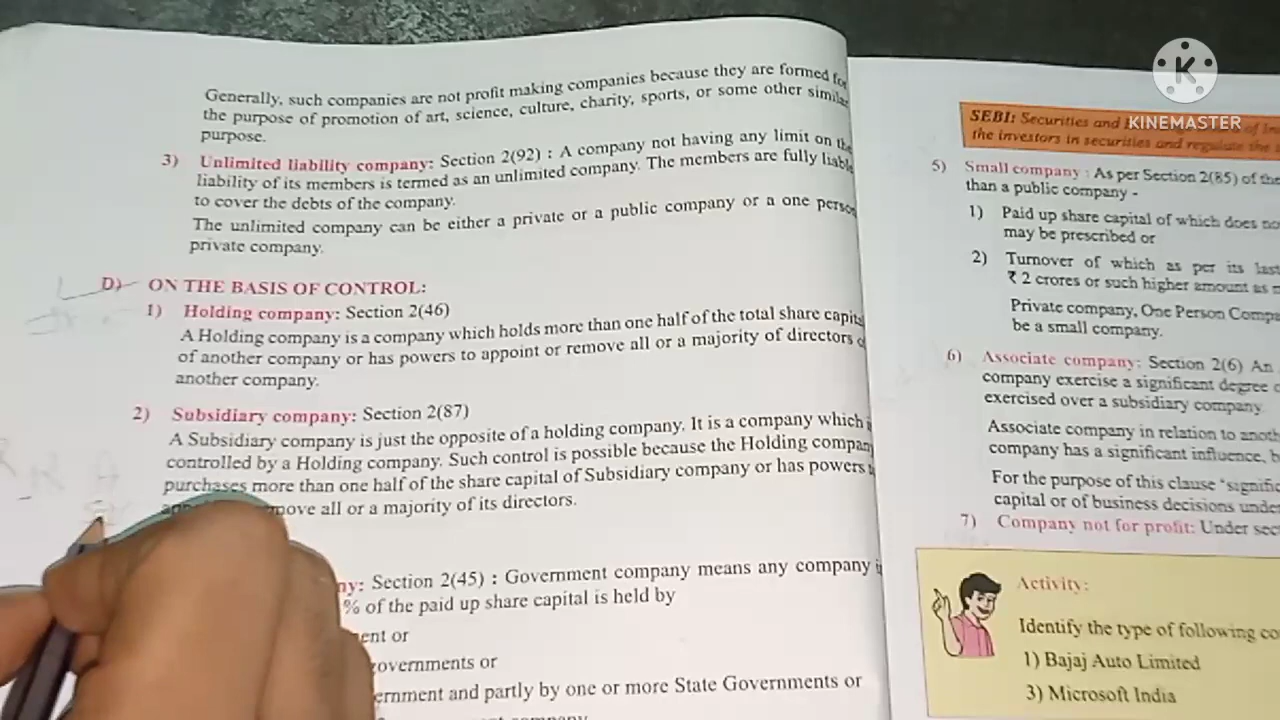 Generally, such companies are not profit making companies because they are formed for
the purpose of promotion of art, science, culture, charity, sports, or some other similar
purpose.
3) Unlimited liability company: Section 2(92) : A company not having any limit on the
liability of its members is termed as an unlimited company. The members are fully liable
to cover the debts of the company.
The unlimited company can be either a private or a public company or a one person
private company.
D) ON THE BASIS OF CONTROL:
1) Holding company: Section 2(46)
A Holding company is a company which holds more than one half of the total share capital
of another company or has powers to appoint or remove all or a majority of directors
another company.
2) Subsidiary company: Section 2(87)
A Subsidiary company is just the opposite of a holding company. It is a company which
controlled by a Holding company. Such control is possible because the Holding company
purchases more than one half of the share capital of Subsidiary company or has powers
move all or a majority of its directors.
ny: Section 2(45) : Government company means any company
% of the paid up share capital is held by
ent or
overnments or
ernment and partly by one or more State Governments or
K
KINEMASTER
SEBI: Securities and
the investors in securities and regulate the
5) Small company : As per Section 2(85) of the
than a public company -
1) Paid up share capital of which does no
may be prescribed or
2) Turnover of which as per its last
₹ 2 crores or such higher amount as
Private company, One Person Compa
be a small company.
6) Associate company: Section 2(6) An
company exercise a significant degree
exercised over a subsidiary company
Associate company in relation to anoth
company has a significant influence, b
For the purpose of this clause "signific
capital or of business decisions unde
7) Company not for profit: Under sec
Activity:
Identify the type of following co
1) Bajaj Auto Limited
3) Microsoft India